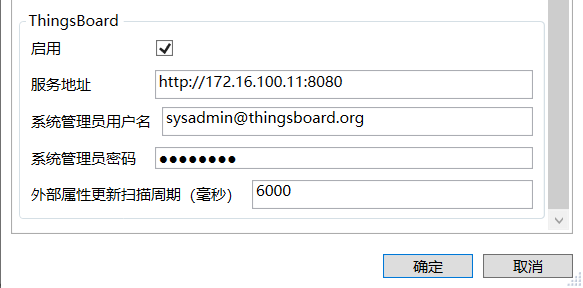 ThingsBoard
启用
服务地址 http://172.16.100.11:8080
系统管理员用户名 sysadmin@thingsboard.org
系统管理员密码 ●●●●●●●●
外部属性更新扫描周期（毫秒） 6000
确定 取消